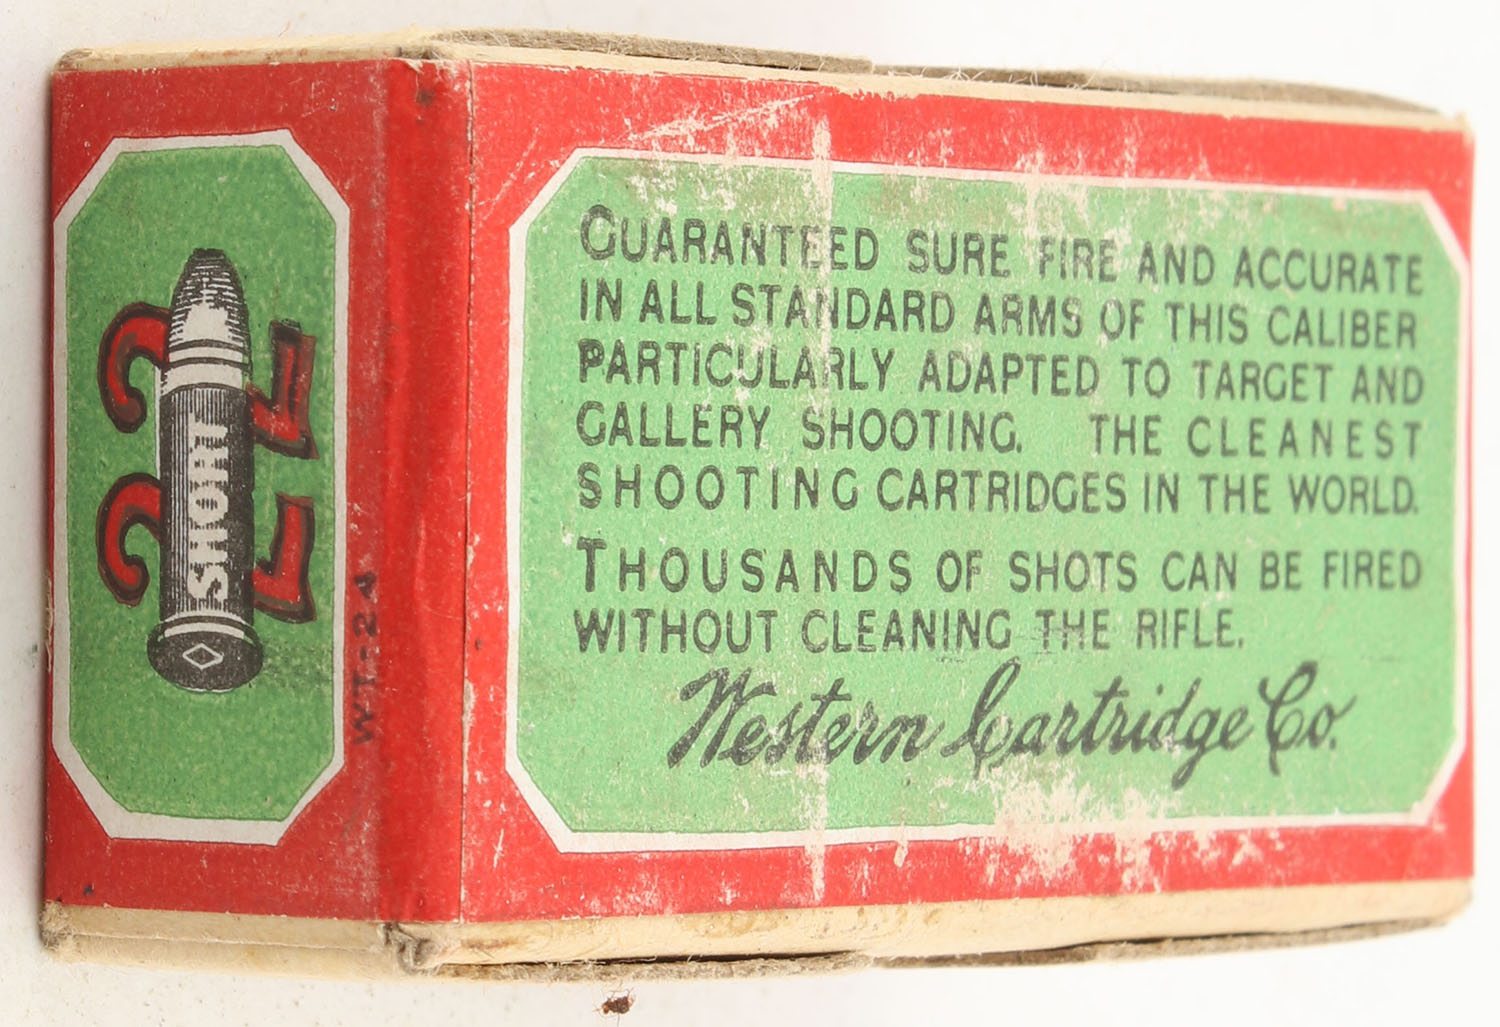 22
SHORT
WT-22d
GUARANTEED SURE FIRE AND ACCURATE
IN ALL STANDARD ARMS OF THIS CALIBER
PARTICULARLY ADAPTED TO TARGET AND
GALLERY SHOOTING. THE CLEANEST
SHOOTING CARTRIDGES IN THE WORLD.
THOUSANDS OF SHOTS CAN BE FIRED
WITHOUT CLEANING THE RIFLE.
Western Cartridge Co.